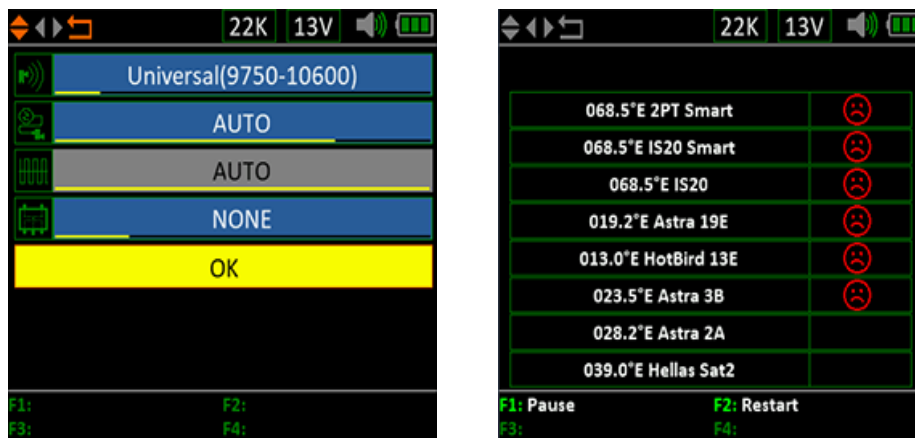 22K 13V
Universal(9750-10600)
AUTO
AUTO
NONE
OK
F1: F2:
F3: F4:
22K 13V
068.5°E 2PT Smart
068.5°E IS20 Smart
068.5°E IS20
019.2°E Astra 19E
013.0°E HotBird 13E
023.5°E Astra 3B
028.2°E Astra 2A
039.0°E Hellas Sat2
F1: Pause F2: Restart
F3: F4: